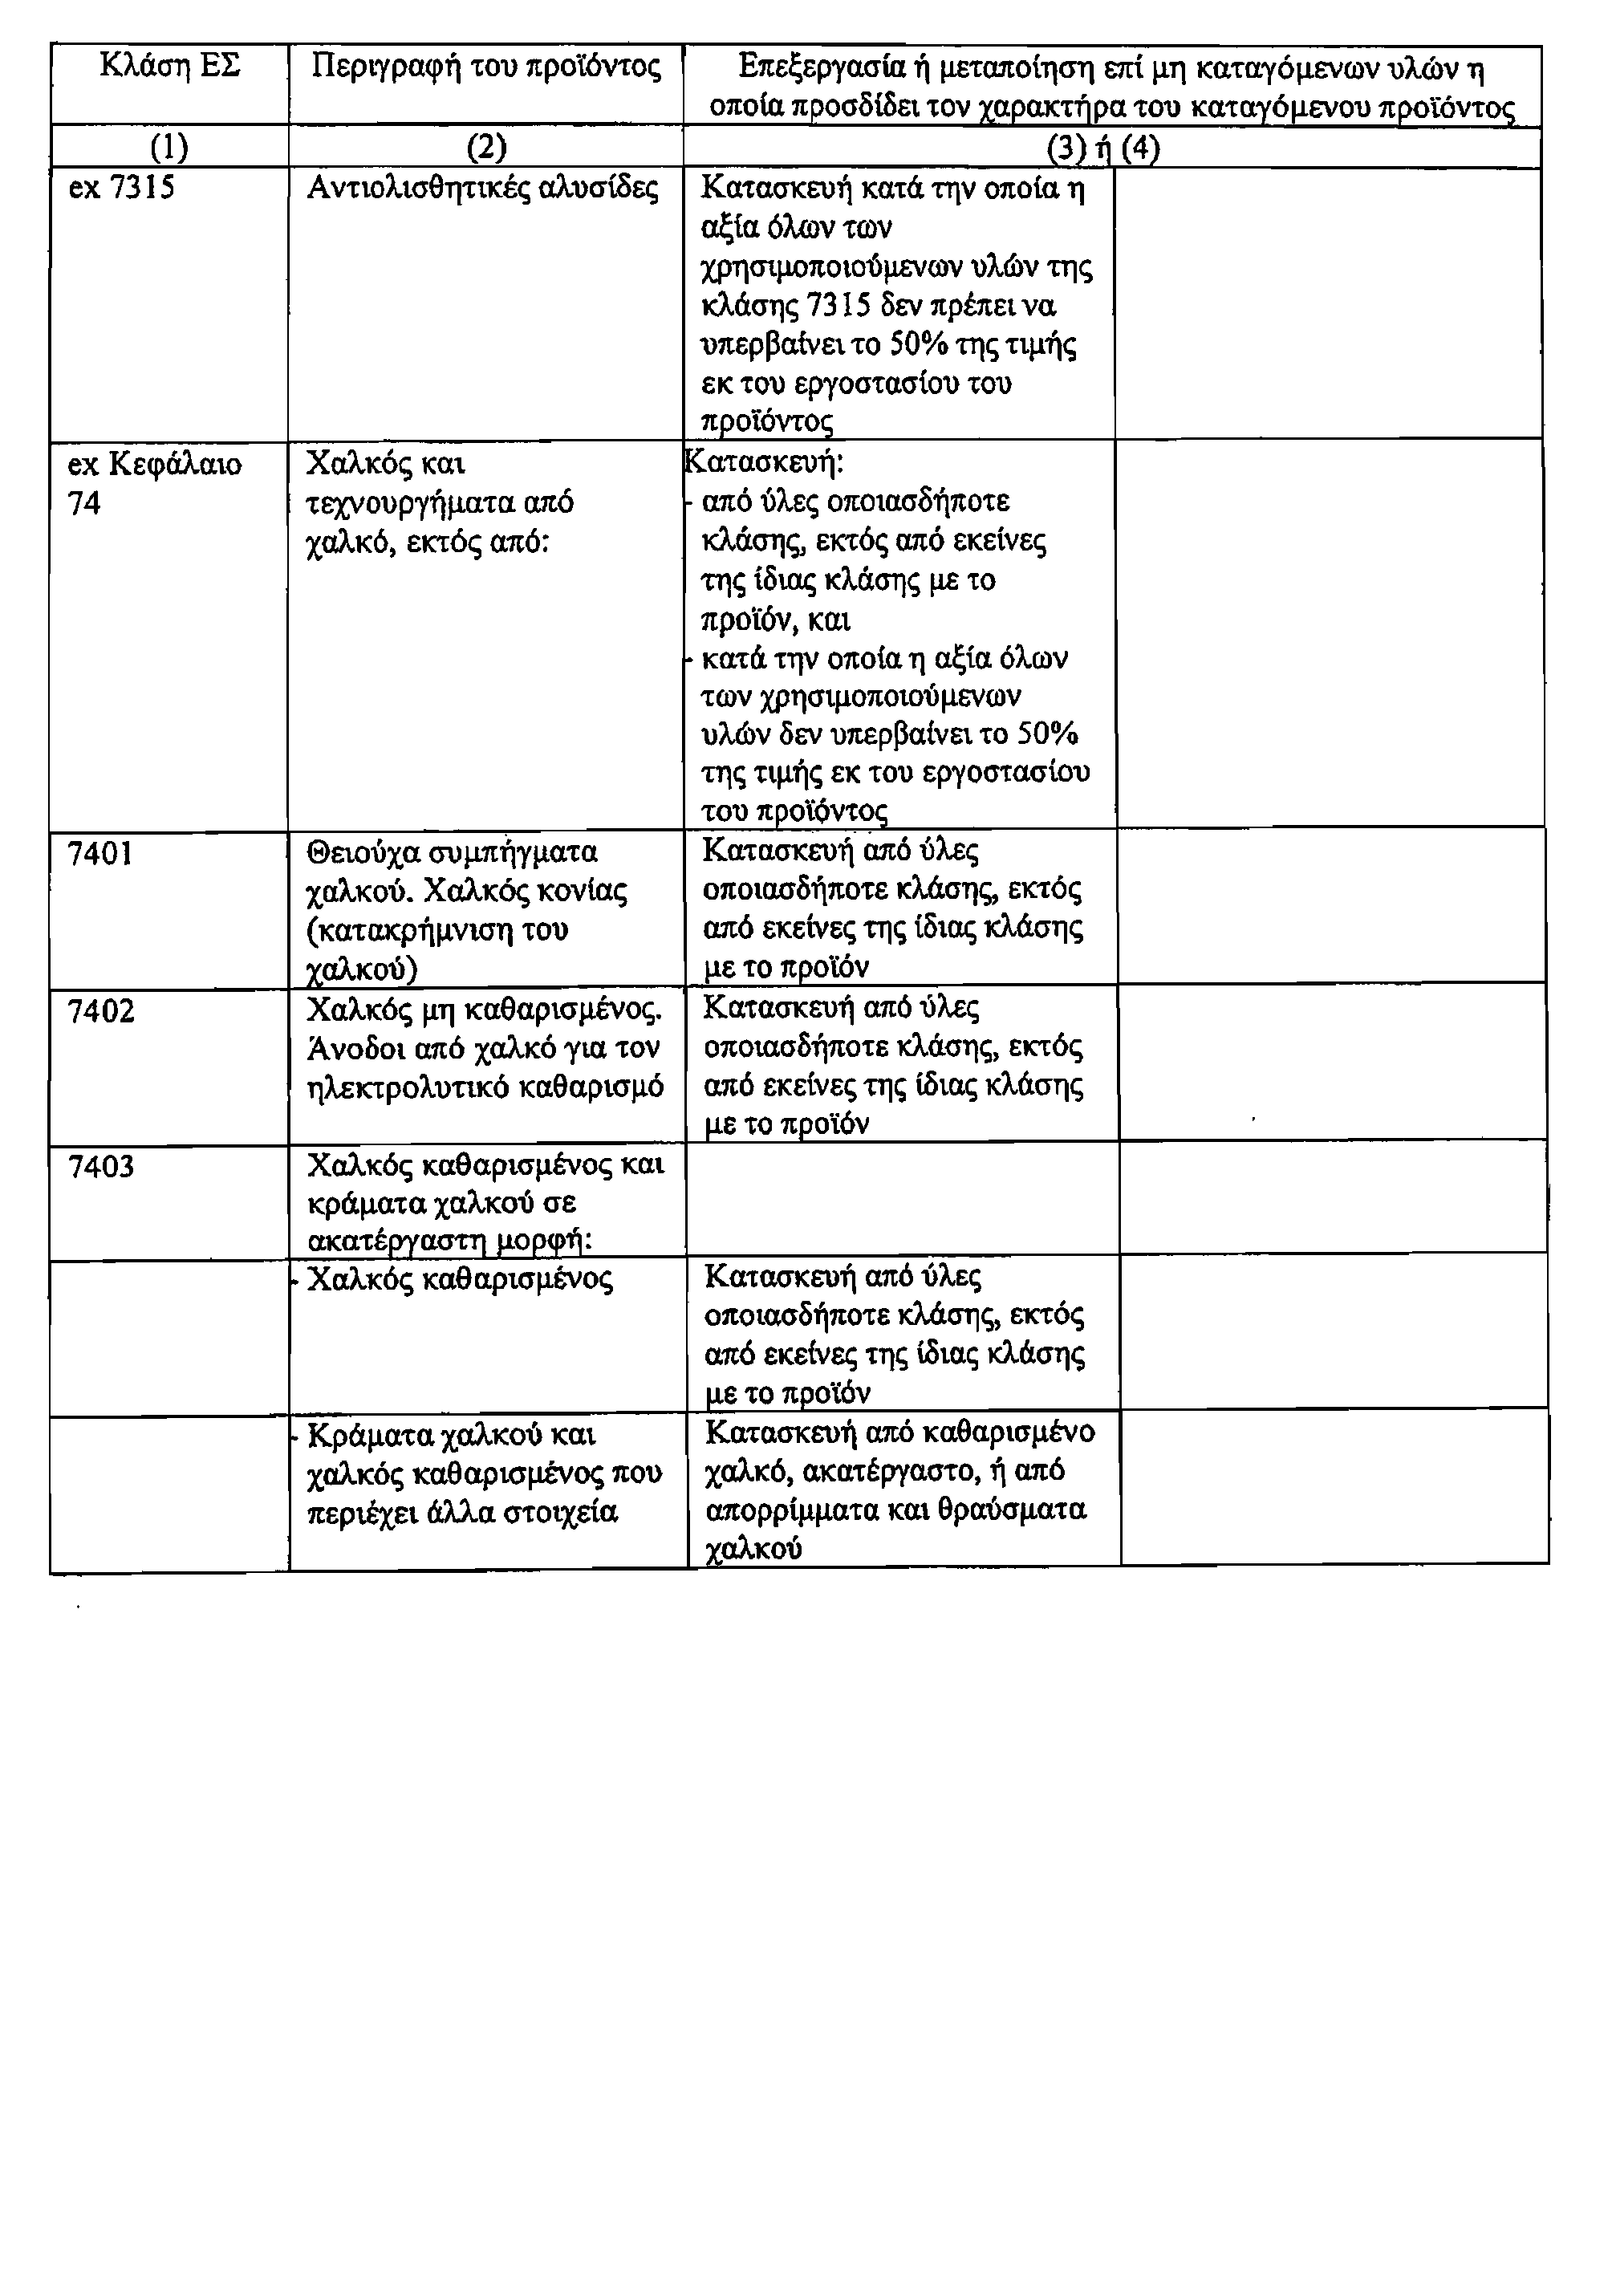 Κλάση ΕΣ
Περιγραφή του προϊόντος
Επεξεργασία ή μεταποίηση επί μη καταγόμενων υλών η
οποία προσδίδει τον χαρακτήρα του καταγόμενου προϊόντος
(1)
(2)
(3) ή (4)
ex 7315
Αντιολισθητικές αλυσίδες
Κατασκευή κατά την οποία η
αξία όλων των
χρησιμοποιούμενων υλών της
κλάσης 7315 δεν πρέπει να
υπερβαίνει το 50% της τιμής
εκ του εργοστασίου του
προϊόντος
ex Κεφάλαιο
74
Χαλκός και
τεχνουργήματα από
χαλκό, εκτός από:
Κατασκευή:
- από ύλες οποιασδήποτε
κλάσης, εκτός από εκείνες
της ίδιας κλάσης με το
προϊόν, και
- κατά την οποία η αξία όλων
των χρησιμοποιούμενων
υλών δεν υπερβαίνει το 50%
της τιμής εκ του εργοστασίου
του προϊόντος
7401
Θειούχα συμπήγματα
χαλκού. Χαλκός κονίας
(κατακρήμνιση του
χαλκού)
Κατασκευή από ύλες
οποιασδήποτε κλάσης, εκτός
από εκείνες της ίδιας κλάσης
με το προϊόν
7402
Χαλκός μη καθαρισμένος.
Άνοδοι από χαλκό για τον
ηλεκτρολυτικό καθαρισμό
Κατασκευή από ύλες
οποιασδήποτε κλάσης, εκτός
από εκείνες της ίδιας κλάσης
με το προϊόν
7403
Χαλκός καθαρισμένος και
κράματα χαλκού σε
ακατέργαστη μορφή:
- Χαλκός καθαρισμένος
Κατασκευή από ύλες
οποιασδήποτε κλάσης, εκτός
από εκείνες της ίδιας κλάσης
με το προϊόν
- Κράματα χαλκού και
χαλκός καθαρισμένος που
περιέχει άλλα στοιχεία
Κατασκευή από καθαρισμένο
χαλκό, ακατέργαστο, ή από
απορρίμματα και θραύσματα
χαλκού